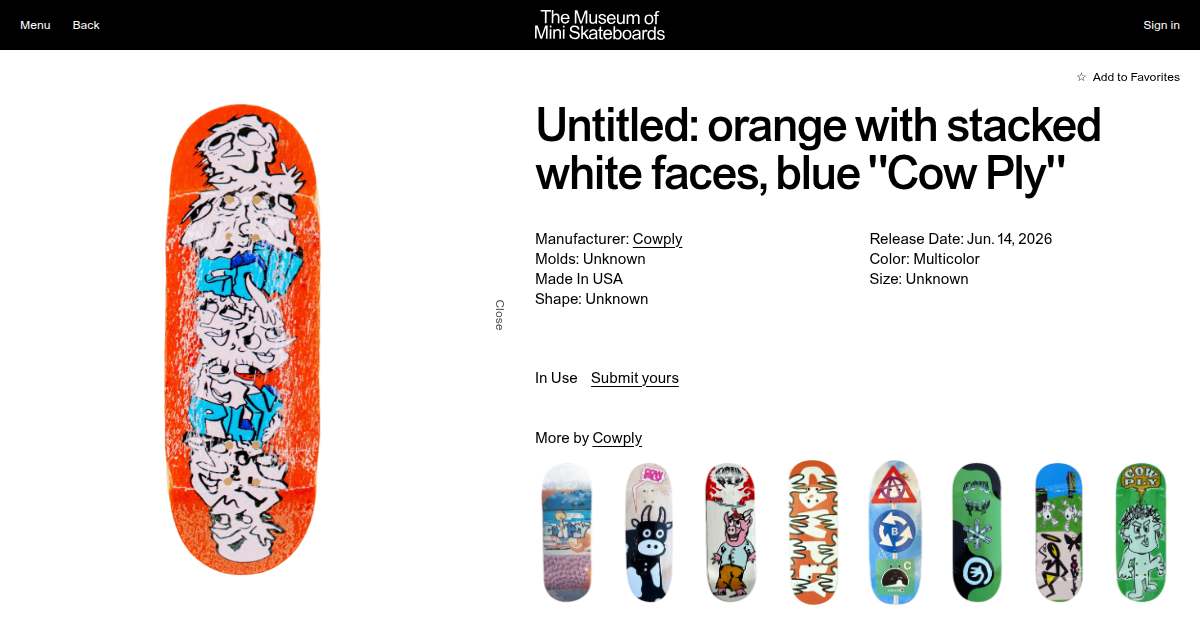 Menu
Back
The Museum of
Mini Skateboards
Sign in
☆ Add to Favorites
Untitled: orange with stacked
white faces, blue "Cow Ply"
Manufacturer: Cowply
Molds: Unknown
Made In USA
Shape: Unknown
Release Date: Jun. 14, 2026
Color: Multicolor
Size: Unknown
Close
In Use Submit yours
More by Cowply
COW
PLY
COW
PLY
B
C